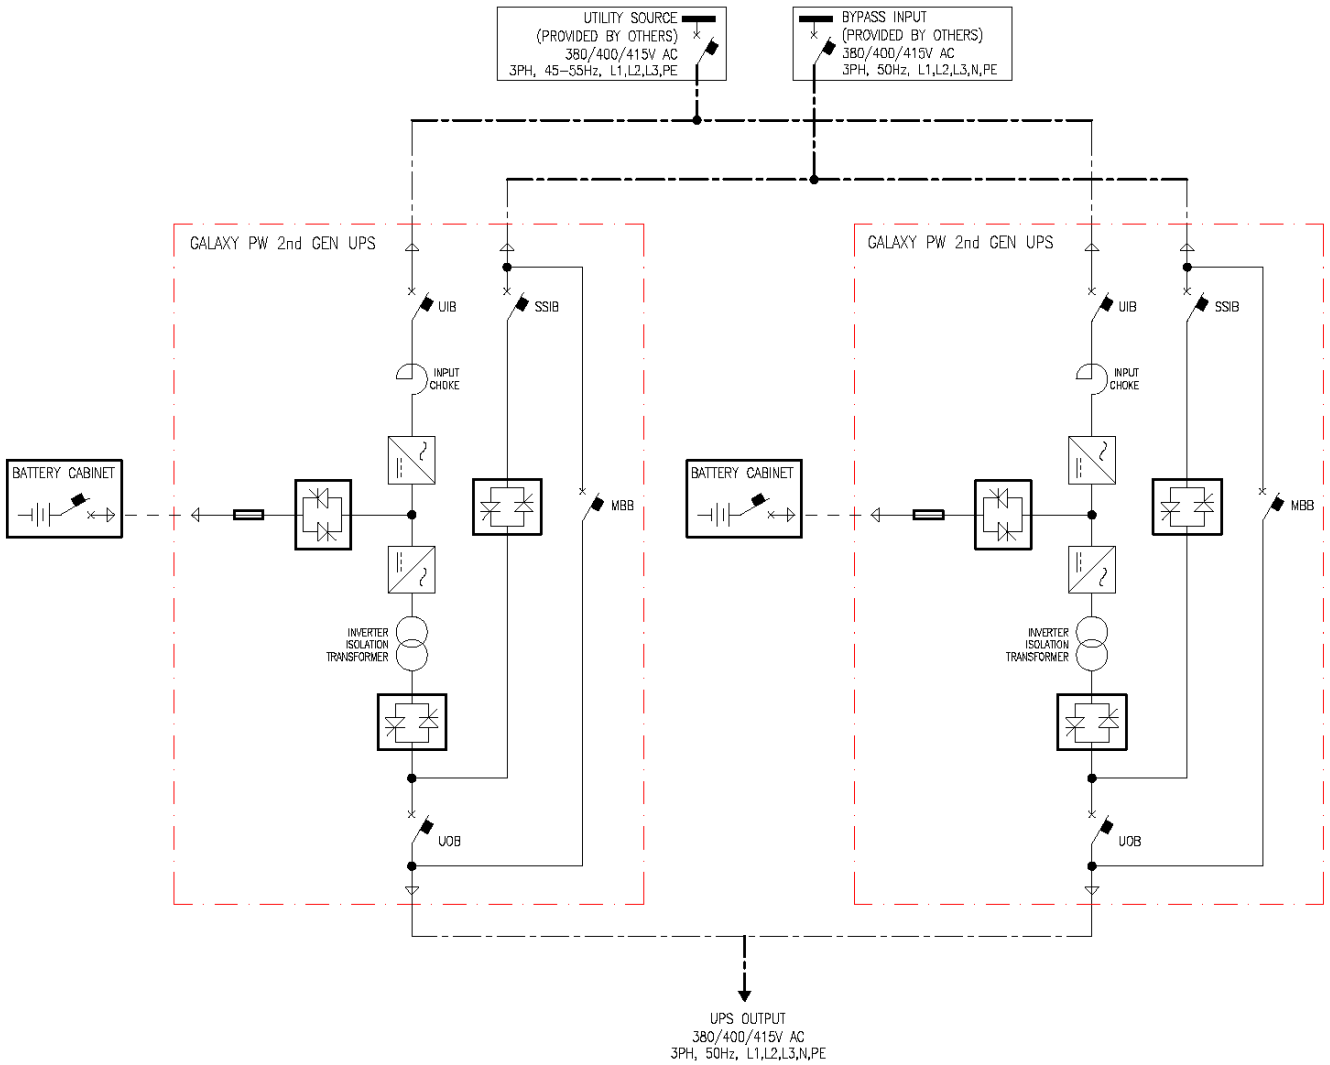 UTILITY SOURCE
(PROVIDED BY OTHERS)
380/400/415V AC
3PH, 45-55Hz, L1,L2,L3,PE
BYPASS INPUT
(PROVIDED BY OTHERS)
380/400/415V AC
3PH, 50Hz, L1,L2,L3,N,PE
GALAXY PW 2nd GEN UPS
UIB
SSIB
INPUT
CHOKE
BATTERY CABINET
MBB
INVERTER
ISOLATION
TRANSFORMER
UOB
GALAXY PW 2nd GEN UPS
UIB
SSIB
INPUT
CHOKE
BATTERY CABINET
MBB
INVERTER
ISOLATION
TRANSFORMER
UOB
UPS OUTPUT
380/400/415V AC
3PH, 50Hz, L1,L2,L3,N,PE